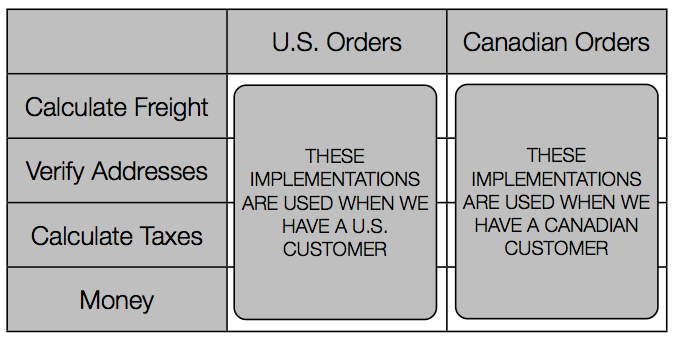 U.S. Orders
Canadian Orders
Calculate Freight
Verify Addresses
Calculate Taxes
Money
THESE
IMPLEMENTATIONS
ARE USED WHEN WE
HAVE A U.S.
CUSTOMER
THESE
IMPLEMENTATIONS
ARE USED WHEN WE
HAVE A CANADIAN
CUSTOMER